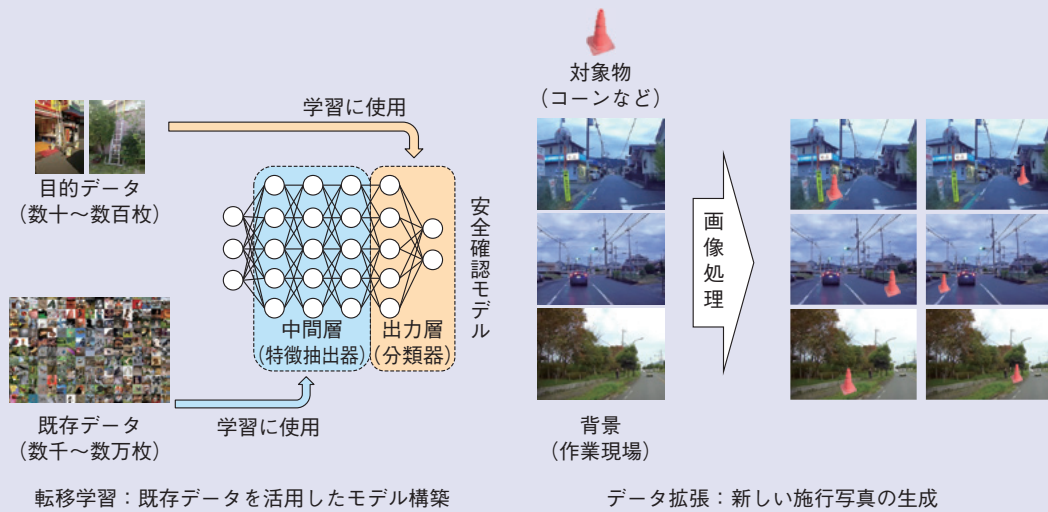 学習に使用
目的データ
(数十〜数百枚)
中間層
(特徴抽出器)
出力層
(分類器)
安全確認モデル
既存データ
(数千〜数万枚)
学習に使用
転移学習:既存データを活用したモデル構築
対象物
(コーンなど)
画像処理
背景
(作業現場)
データ拡張:新しい施行写真の生成